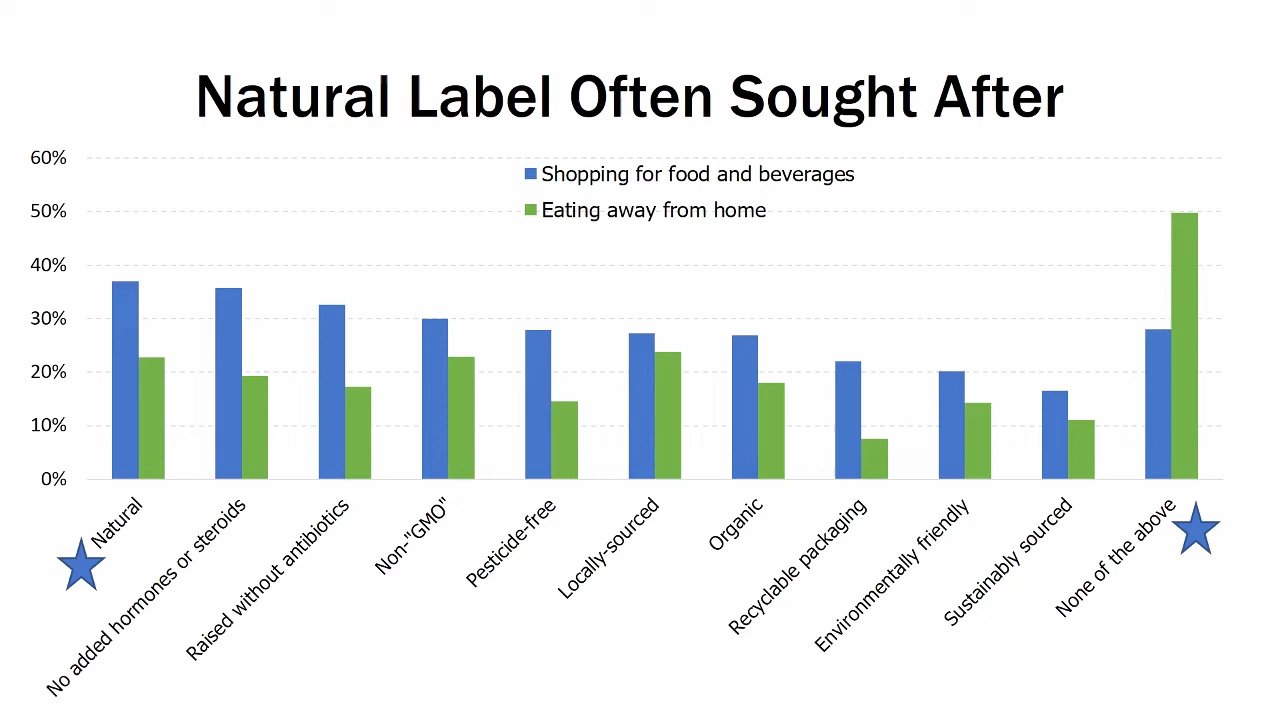 Natural Label Often Sought After
60%
50%
40%
30%
20%
10%
0%
Shopping for food and beverages
Eating away from home
Natural
No added hormones or steroids
Raised without antibiotics
Non-"GMO"
Pesticide-free
Locally-sourced
Organic
Recyclable packaging
Environmentally friendly
Sustainably sourced
None of the above